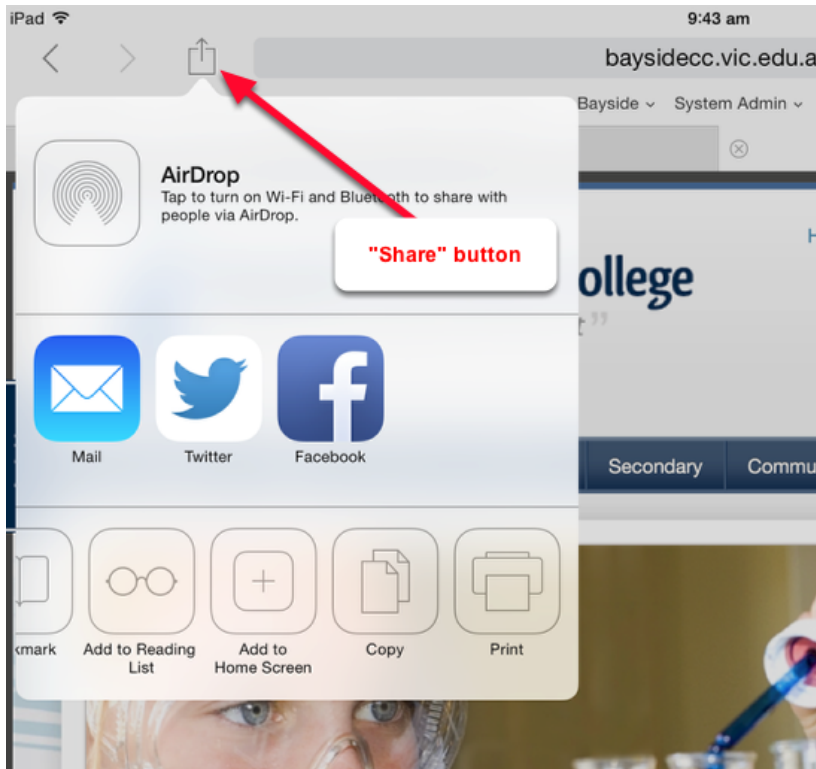 iPad 9:43 am
baysidecc.vic.edu.a
Bayside System Admin
AirDrop
Tap to turn on Wi-Fi and Bluetooth to share with
people via AirDrop.
"Share" button
H
ollege
t”
Mail Twitter Facebook
Secondary Commu
kmark Add to Reading
List Add to
Home Screen Copy Print